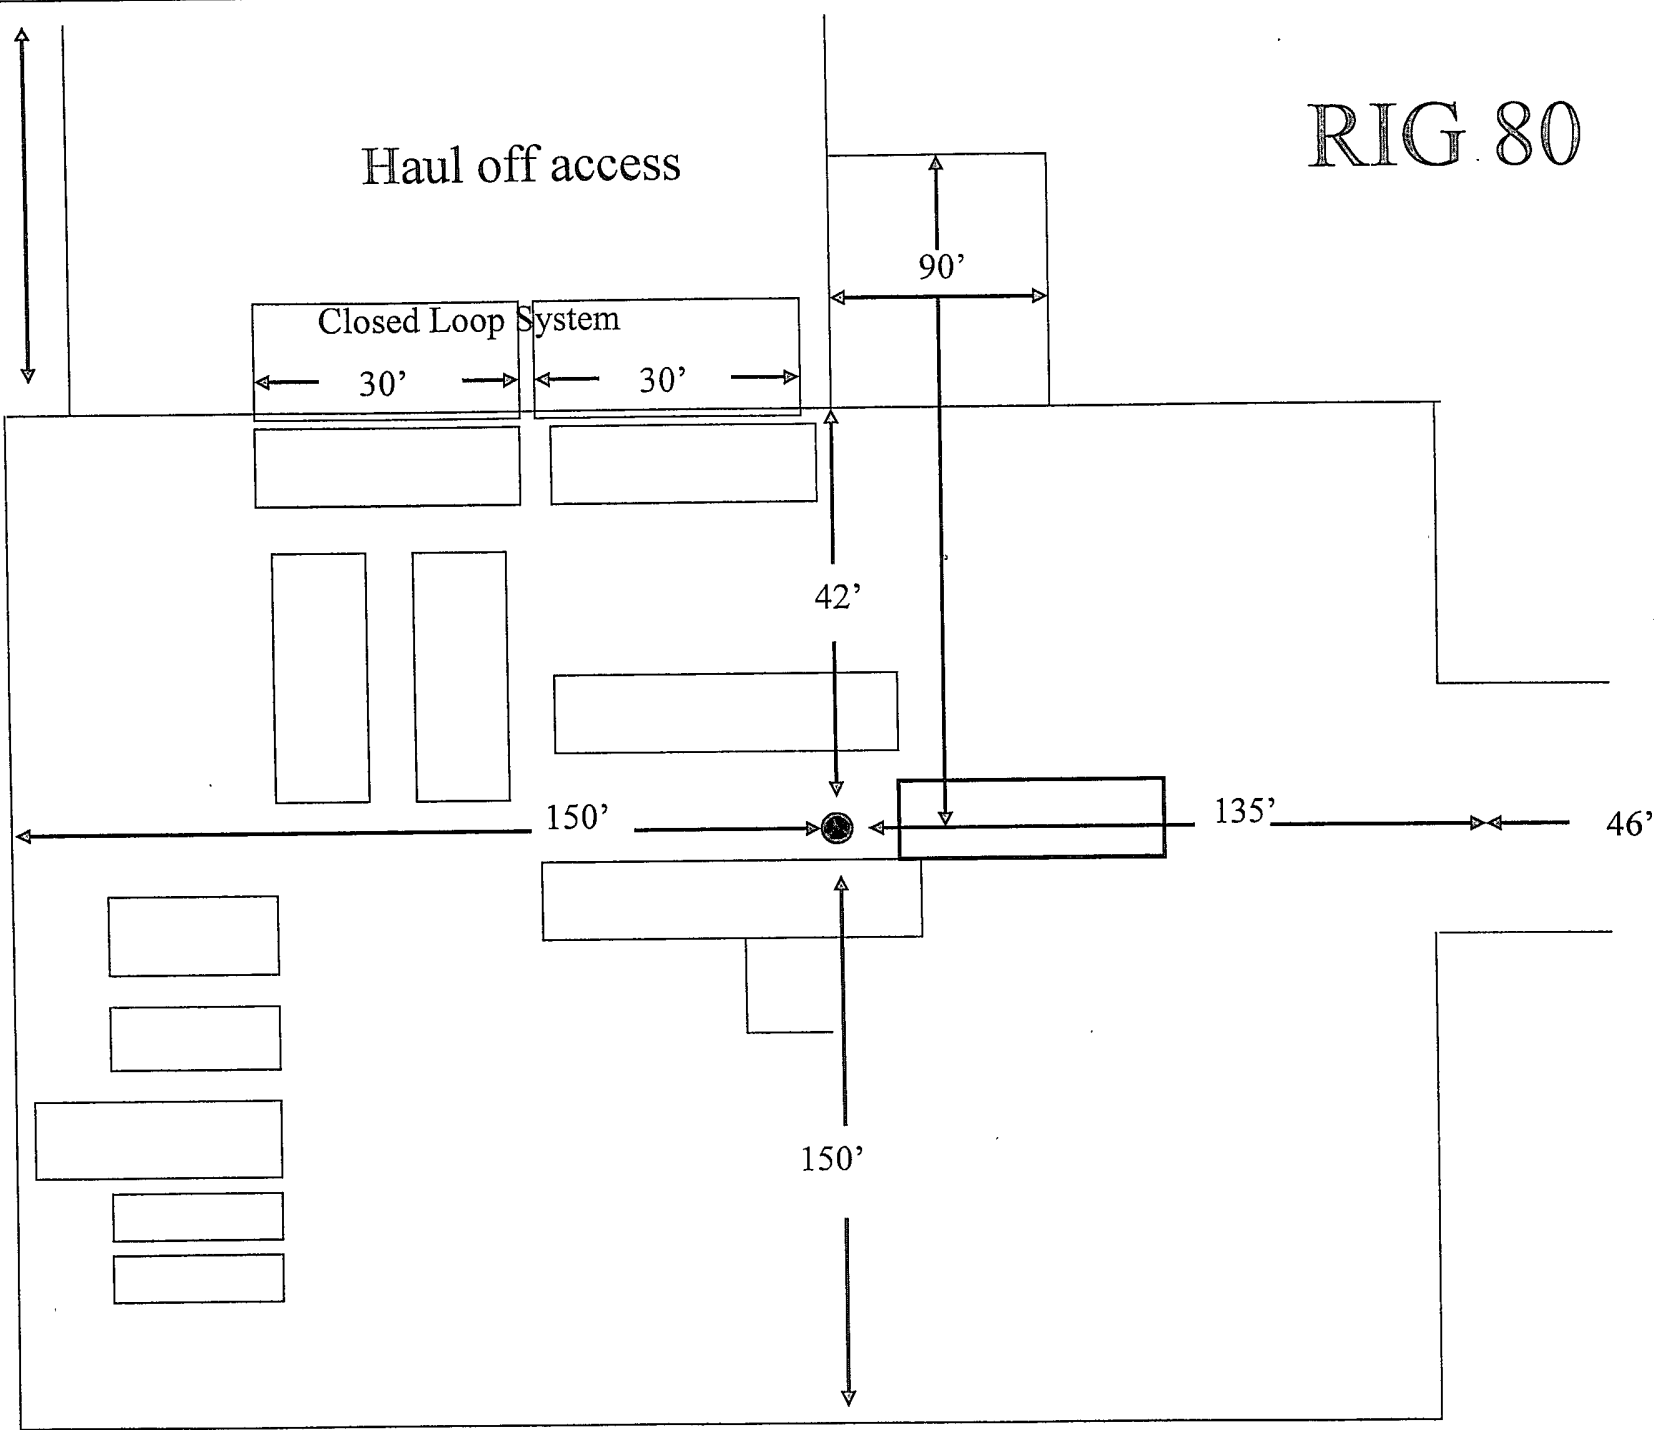 RIG 80
Haul off access
90’
Closed Loop System
30’ 30’
42’
150’ 135’ 46’
150’